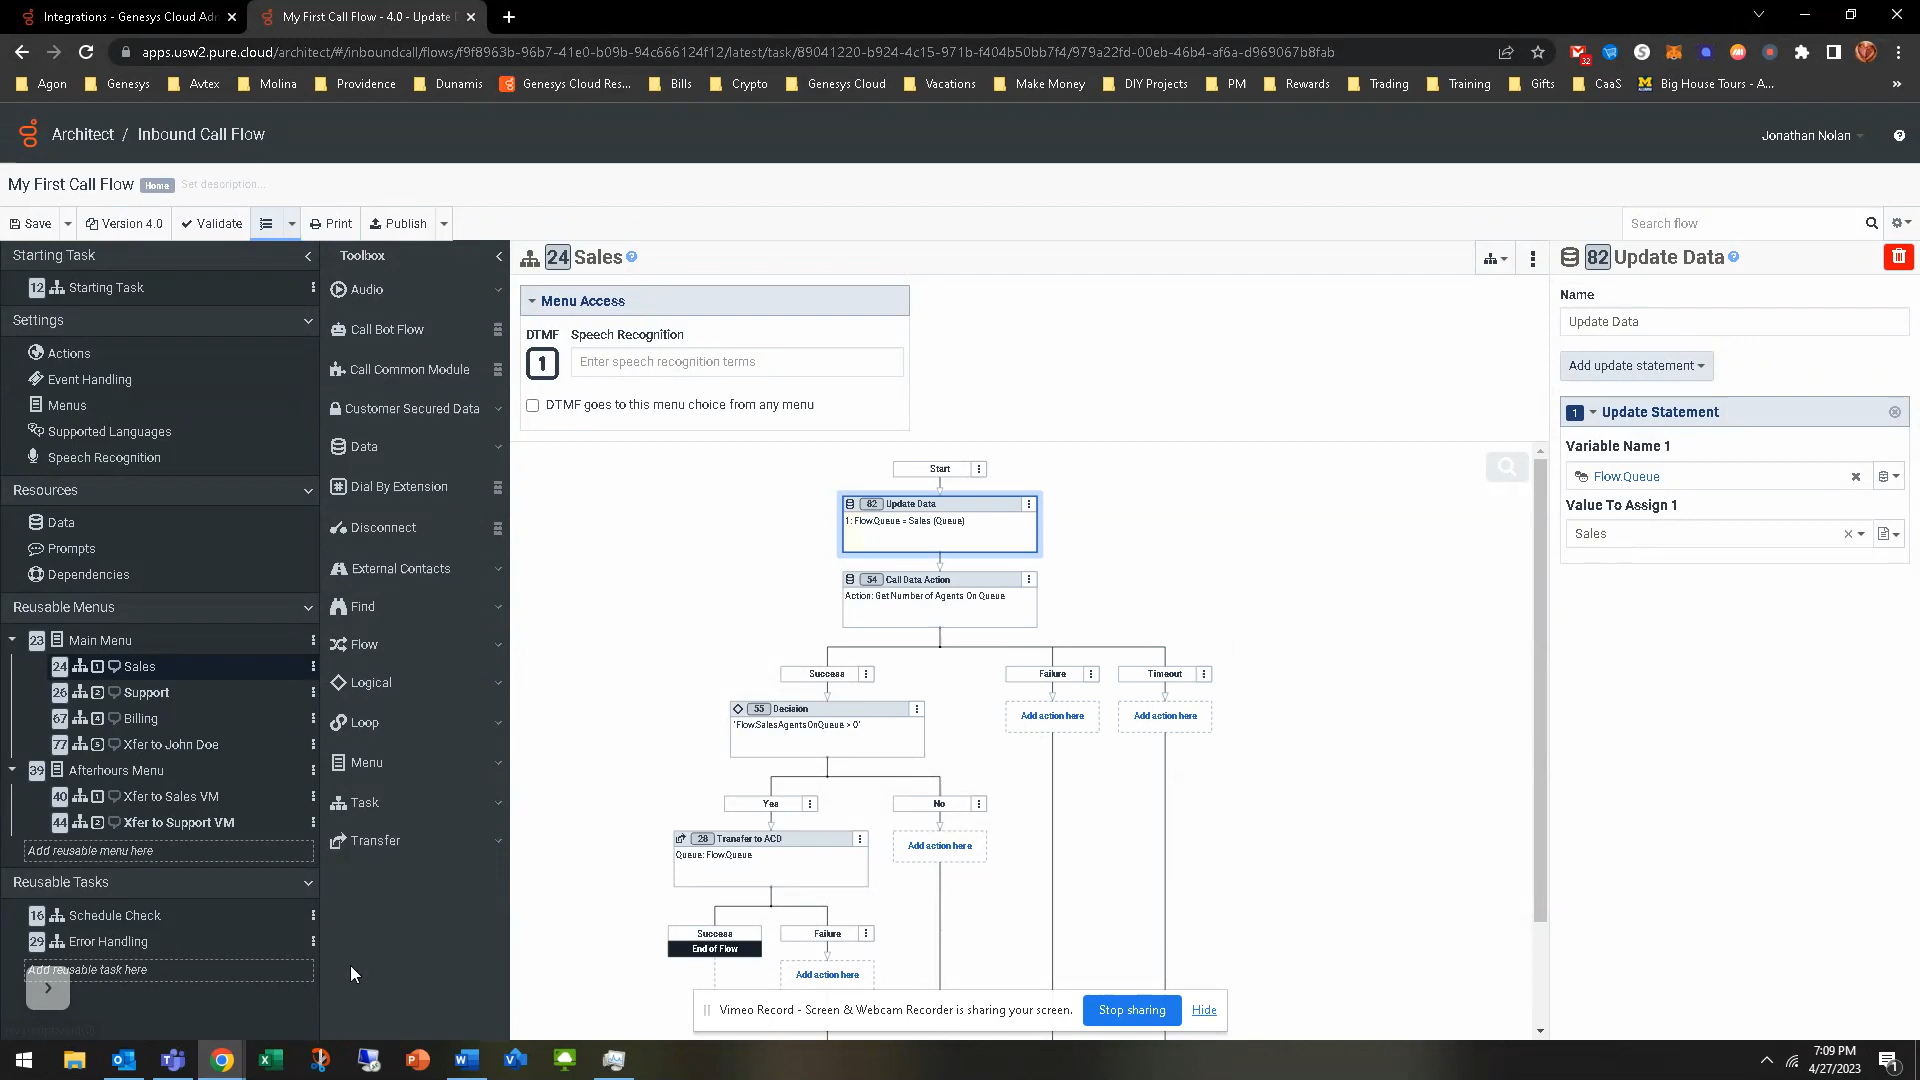 Integrations - Genesys Cloud Adr
My First Call Flow - 4.0 - Update D
apps.usw2.pure.cloud/architect/#/inboundcall/flows/f9f8963b-96b7-41e0-b09b-94c666124f12/latest/task/89041220-b924-4c15-971b-f404b50bb7f4/979a22fd-00eb-46b4-af6a-d969067b8fab
32
Agon
Genesys
Avtex
Molina
Providence
Dunamis
Genesys Cloud Res...
Bills
Crypto
Genesys Cloud
Vacations
Make Money
DIY Projects
PM
Rewards
Trading
Training
Gifts
CaaS
Big House Tours - A...
Architect / Inbound Call Flow
Jonathan Nolan
My First Call Flow Home Set description...
Save
Version 4.0
Validate
Print
Publish
Search flow
Starting Task
12 Starting Task
Settings
Actions
Event Handling
Menus
Supported Languages
Speech Recognition
Resources
Data
Prompts
Dependencies
Reusable Menus
23 Main Menu
24 1 Sales
26 2 Support
67 4 Billing
77 5 Xfer to John Doe
39 Afterhours Menu
40 1 Xfer to Sales VM
44 2 Xfer to Support VM
Add reusable menu here
Reusable Tasks
16 Schedule Check
29 Error Handling
Add reusable task here
Toolbox
Audio
Call Bot Flow
Call Common Module
Customer Secured Data
Data
Dial By Extension
Disconnect
External Contacts
Find
Flow
Logical
Loop
Menu
Task
Transfer
24 Sales
Menu Access
DTMF Speech Recognition
1 Enter speech recognition terms
DTMF goes to this menu choice from any menu
Start
82 Update Data
1: Flow.Queue = Sales (Queue)
54 Call Data Action
Action: Get Number of Agents On Queue
Success
Failure
Timeout
55 Decision
'Flow.SalesAgentsOnQueue > 0'
Add action here
Add action here
Yes
No
28 Transfer to ACD
Queue: Flow.Queue
Add action here
Success
End of Flow
Failure
Add action here
82 Update Data
Name
Update Data
Add update statement
1 Update Statement
Variable Name 1
Flow.Queue
Value To Assign 1
Sales
Vimeo Record - Screen & Webcam Recorder is sharing your screen.
Stop sharing
Hide
7:09 PM
4/27/2023
1